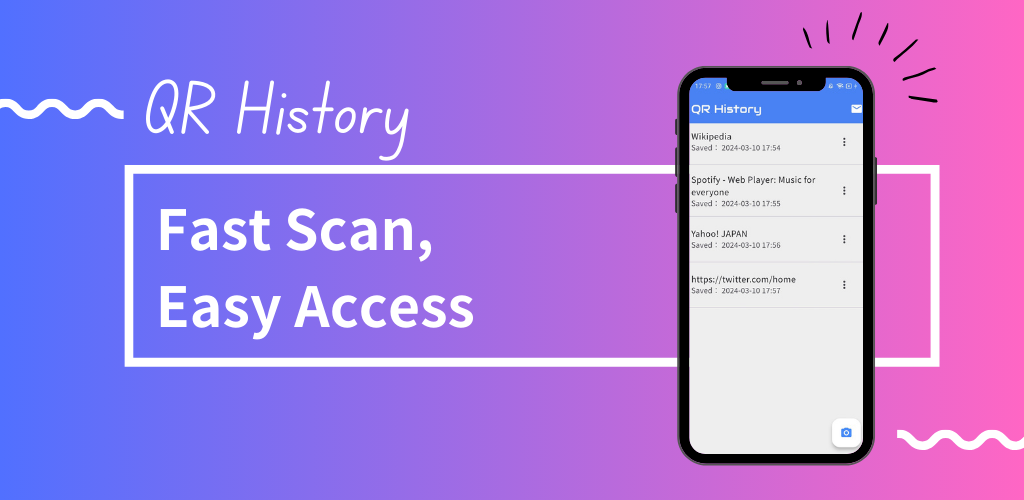 QR History
Fast Scan,
Easy Access
17:57
QR History
Wikipedia
Saved : 2024-03-10 17:54
Spotify - Web Player: Music for
everyone
Saved : 2024-03-10 17:55
Yahoo! JAPAN
Saved : 2024-03-10 17:56
https://twitter.com/home
Saved : 2024-03-10 17:57